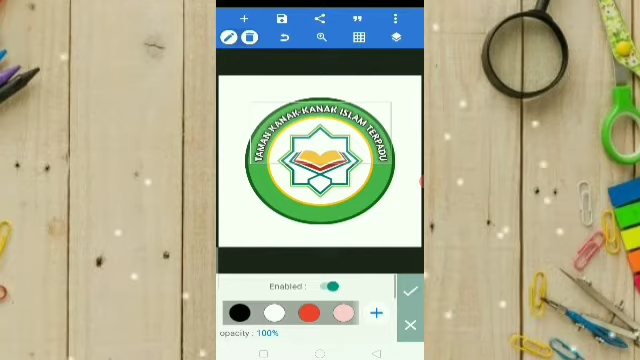 TAMAN KANAK-KANAK ISLAM TERPADU
Enabled :
opacity : 100%